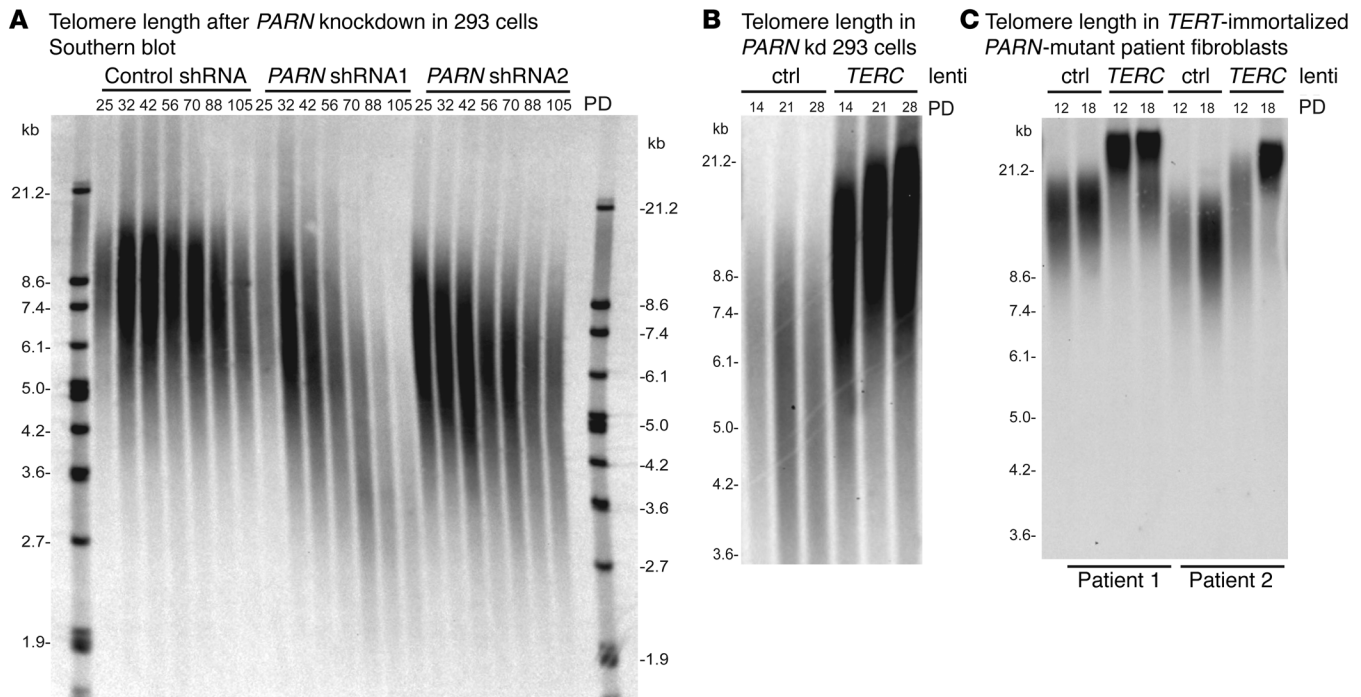 A Telomere length after PARN knockdown in 293 cells
Southern blot
Control shRNA PARN shRNA1 PARN shRNA2
25 32 42 56 70 88 105 25 32 42 56 70 88 105 25 32 42 56 70 88 105 PD
kb
21.2-
8.6-
7.4-
6.1-
5.0-
4.2-
3.6-
2.7-
1.9-
kb
-21.2
-8.6
-7.4
-6.1
-5.0
-4.2
-3.6
-2.7
-1.9
B Telomere length in
PARN kd 293 cells
ctrl TERC lenti
14 21 28 14 21 28 PD
kb
21.2-
8.6-
7.4-
6.1-
5.0-
4.2-
3.6-
C Telomere length in TERT-immortalized
PARN-mutant patient fibroblasts
ctrl TERC ctrl TERC lenti
12 18 12 18 12 18 12 18 PD
kb
21.2-
8.6-
7.4-
6.1-
5.0-
4.2-
3.6-
Patient 1 Patient 2